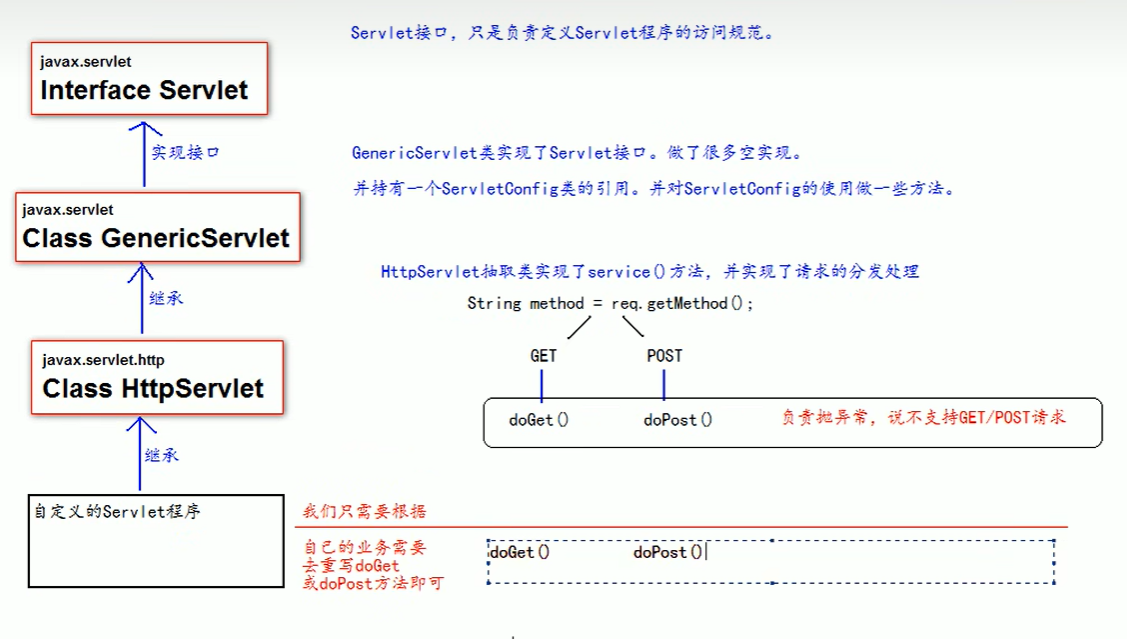 Servlet接口，只是负责定义Servlet程序的访问规范。
javax.servlet
Interface Servlet
实现接口
GenericServlet类实现了Servlet接口。做了很多空实现。
并持有一个ServletConfig类的引用。并对ServletConfig的使用做一些方法。
javax.servlet
Class GenericServlet
继承
HttpServlet抽取类实现了service()方法，并实现了请求的分发处理
String method = req.getMethod();
GET POST
javax.servlet.http
Class HttpServlet
doGet() doPost() 负责抛异常，说不支持GET/POST请求
继承
自定义的Servlet程序
我们只需要根据
自己的业务需要
去重写doGet
或doPost方法即可
doGet() doPost()